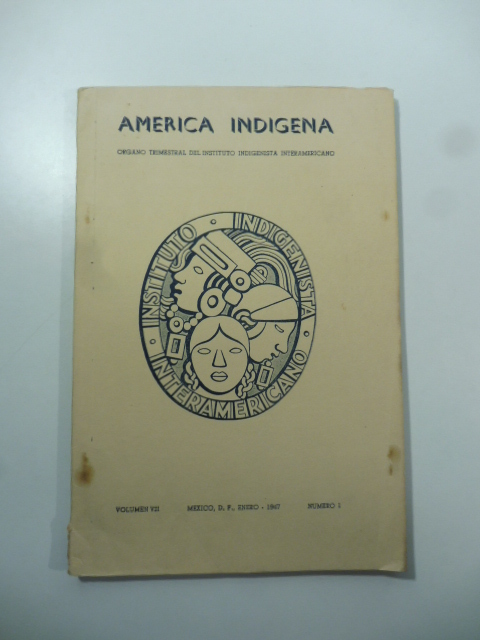 AMERICA INDIGENA
ORGANO TRIMESTRAL DEL INSTITUTO INDIGENISTA INTERAMERICANO
INSTITUTO · INDIGENISTA · INTERAMERICANO ·
VOLUMEN VII MEXICO, D. F., ENERO - 1947 NUMERO 1